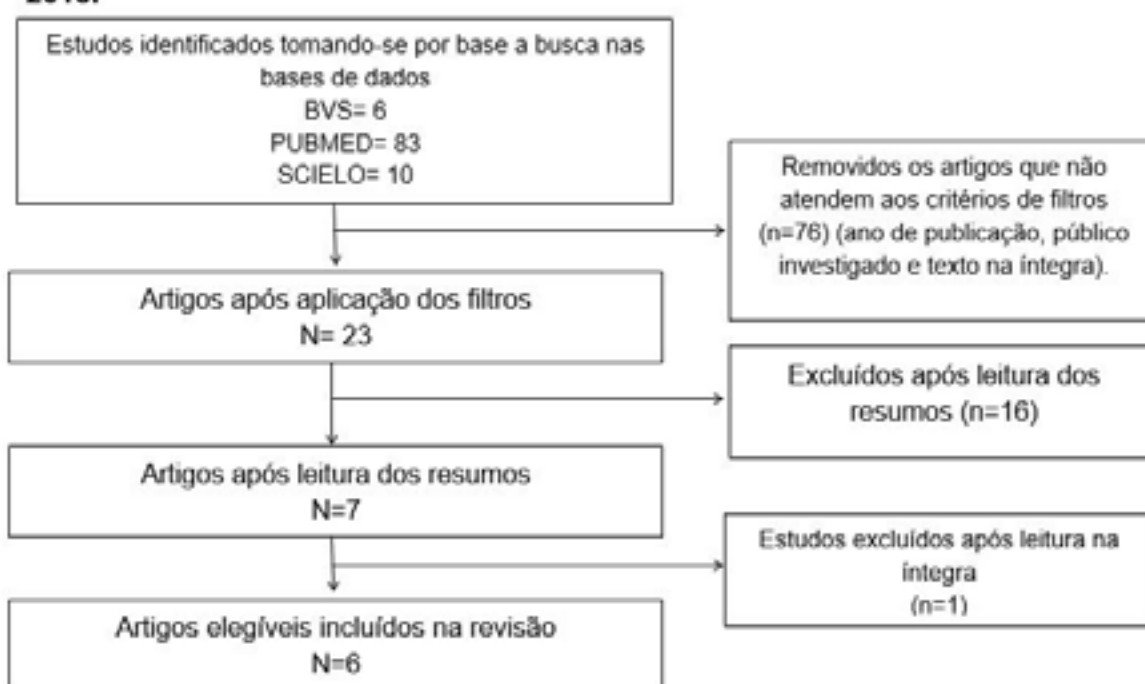 Estudos identificados tomando-se por base a busca nas
bases de dados
BVS= 6
PUBMED= 83
SCIELO= 10
Removidos os artigos que não
atendem aos critérios de filtros
(n=76) (ano de publicação, público
investigado e texto na íntegra).
Artigos após aplicação dos filtros
N= 23
Excluídos após leitura dos
resumos (n=16)
Artigos após leitura dos resumos
N=7
Estudos excluídos após leitura na
íntegra
(n=1)
Artigos elegíveis incluídos na revisão
N=6